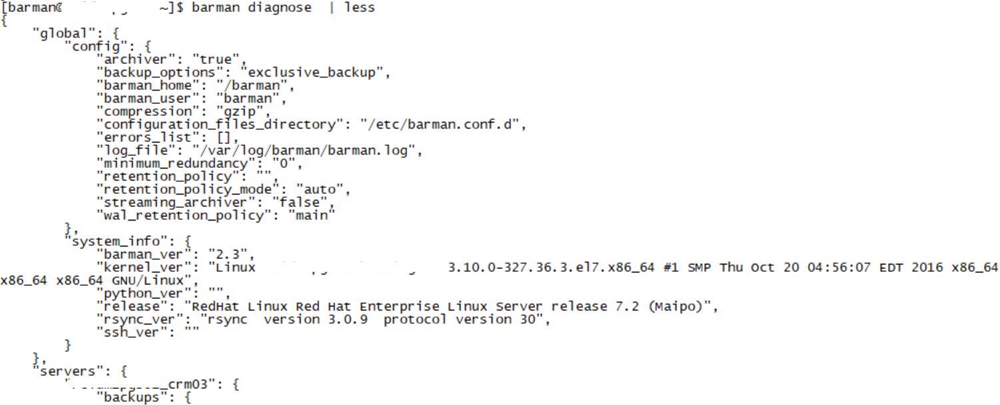 [barman@ ~]$ barman diagnose | less
{
    "global": {
        "config": {
            "archiver": "true",
            "backup_options": "exclusive_backup",
            "barman_home": "/barman",
            "barman_user": "barman",
            "compression": "gzip",
            "configuration_files_directory": "/etc/barman.conf.d",
            "errors_list": [],
            "log_file": "/var/log/barman/barman.log",
            "minimum_redundancy": "0",
            "retention_policy": "",
            "retention_policy_mode": "auto",
            "streaming_archiver": "false",
            "wal_retention_policy": "main"
        },
        "system_info": {
            "barman_ver": "2.3",
            "kernel_ver": "Linux 3.10.0-327.36.3.el7.x86_64 #1 SMP Thu Oct 20 04:56:07 EDT 2016 x86_64
x86_64 x86_64 GNU/Linux",
            "python_ver": "",
            "release": "RedHat Linux Red Hat Enterprise Linux Server release 7.2 (Maipo)",
            "rsync_ver": "rsync  version 3.0.9  protocol version 30",
            "ssh_ver": ""
        }
    },
    "servers": {
        _crm03": {
            "backups": {